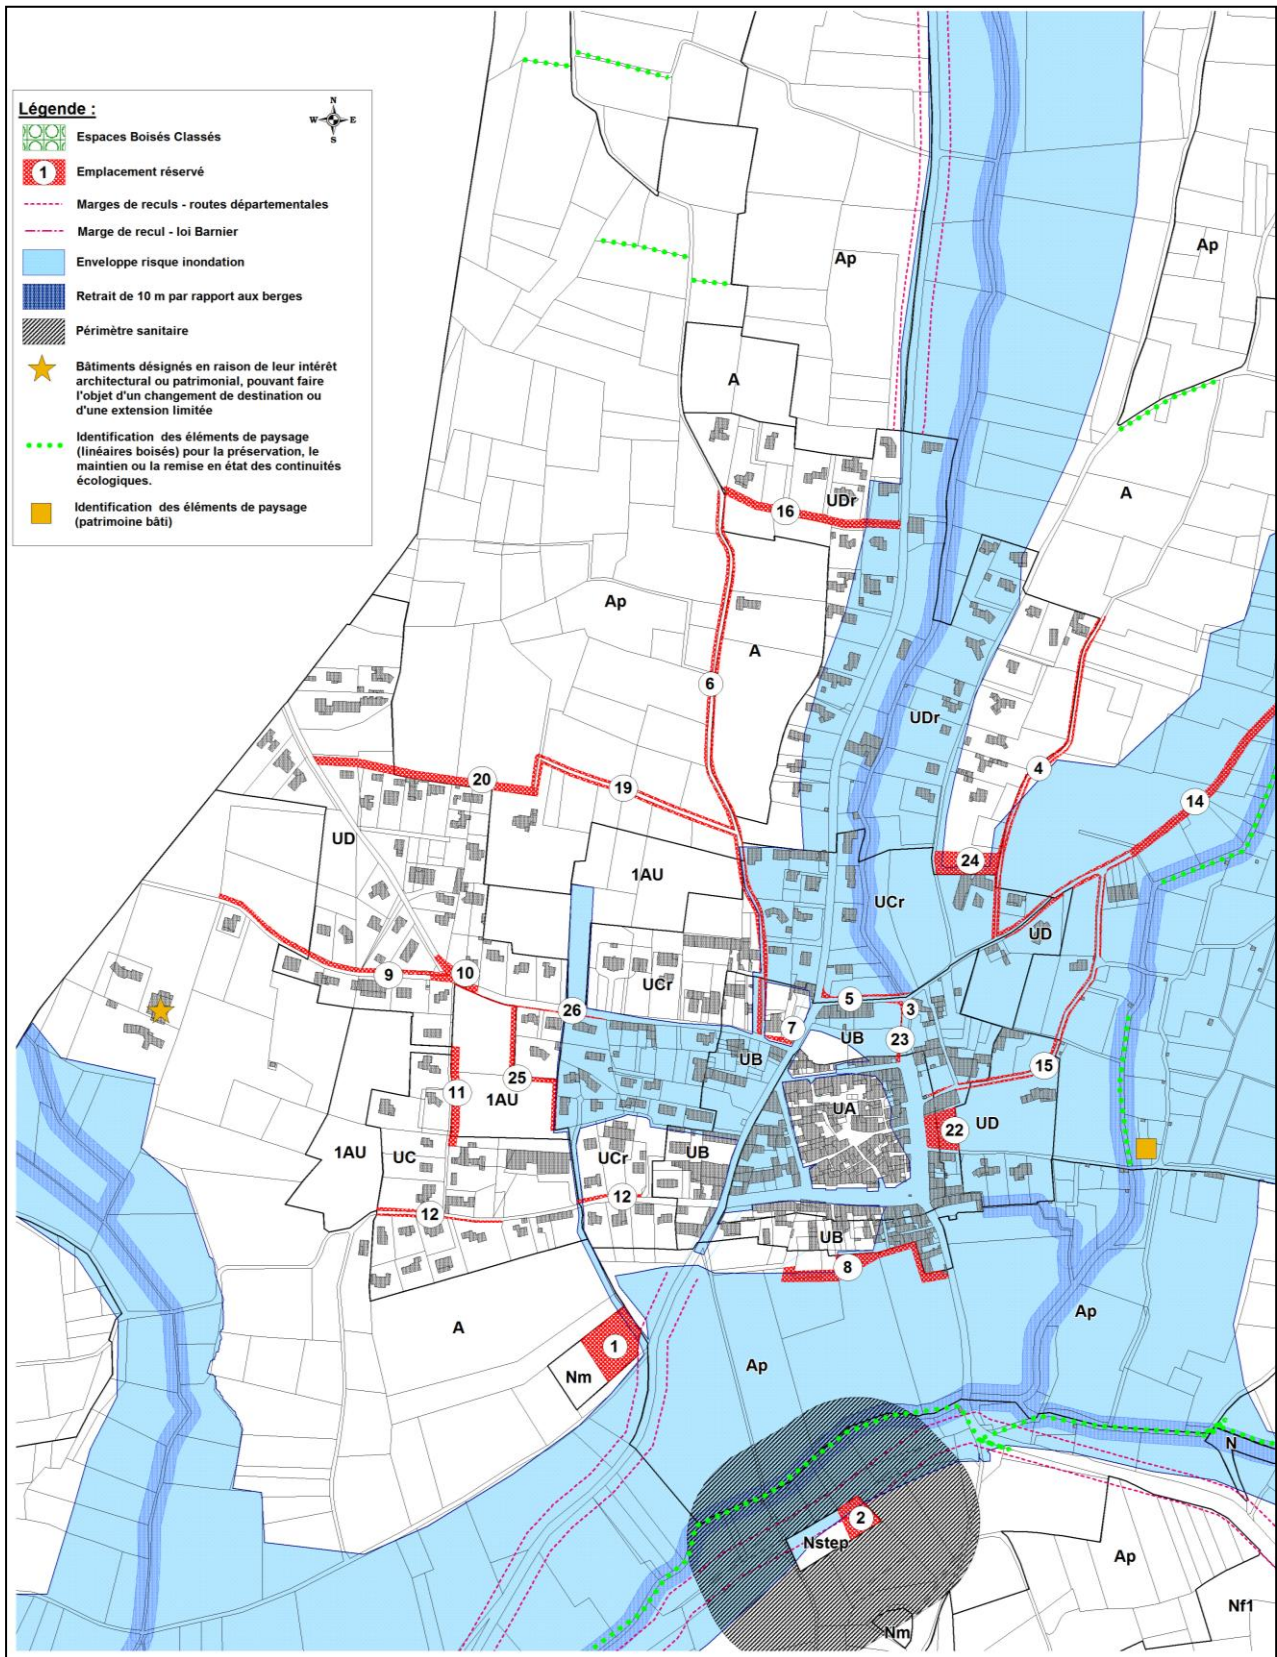 Légende :
N
W E
S
Espaces Boisés Classés
1 Emplacement réservé
Marges de reculs - routes départementales
Marge de recul - loi Barnier
Enveloppe risque inondation
Retrait de 10 m par rapport aux berges
Périmètre sanitaire
Bâtiments désignés en raison de leur intérêt
architectural ou patrimonial, pouvant faire
l'objet d'un changement de destination ou
d'une extension limitée
Identification des éléments de paysage
(linéaires boisés) pour la préservation, le
maintien ou la remise en état des continuités
écologiques.
Identification des éléments de paysage
(patrimoine bâti)
Ap
Ap
A
A
UDr
16
Ap
A
6
UDr
4
20
19
14
UD
24
1AU
UCr
UD
9
10
UCr
5
3
26
7
UB
23
UB
15
25
11
1AU
UA
22
UD
1AU
UC
UCr
UB
12
12
UB
8
Ap
A
1
Nm
Ap
N
2
Nstep
Ap
Nf1
Nm